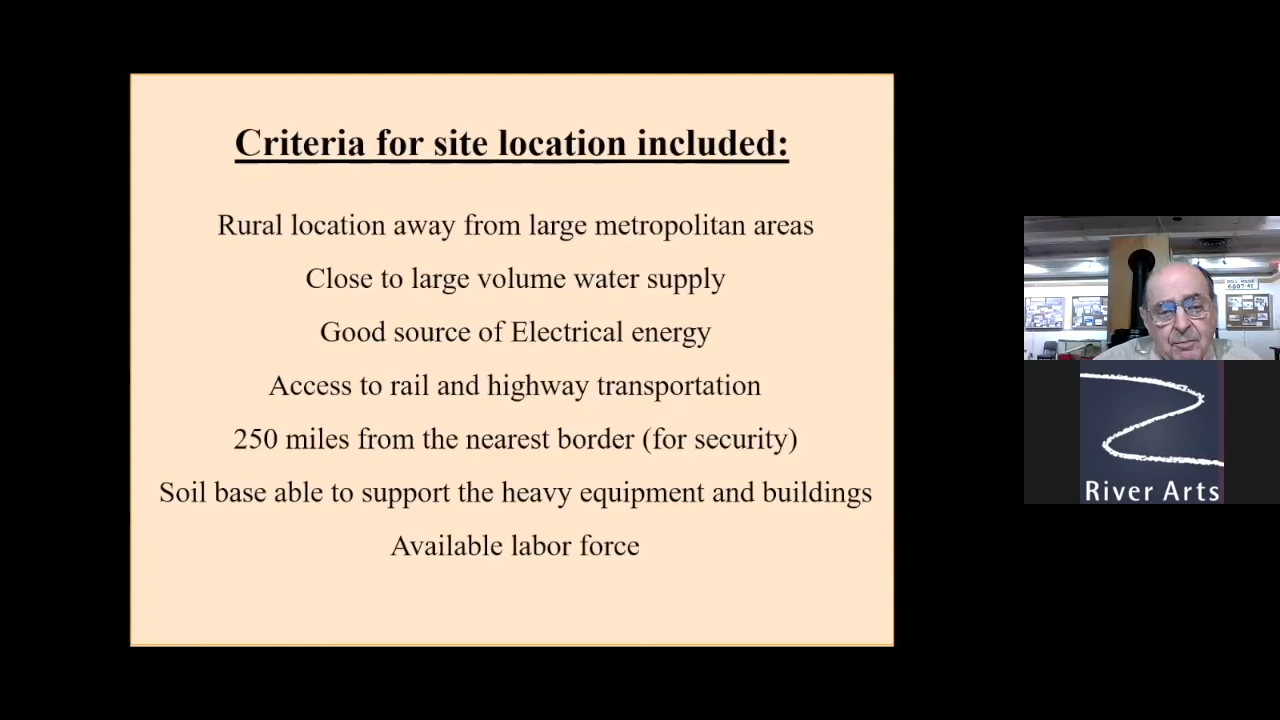 Criteria for site location included:
Rural location away from large metropolitan areas
Close to large volume water supply
Good source of Electrical energy
Access to rail and highway transportation
250 miles from the nearest border (for security)
Soil base able to support the heavy equipment and buildings
Available labor force
River Arts